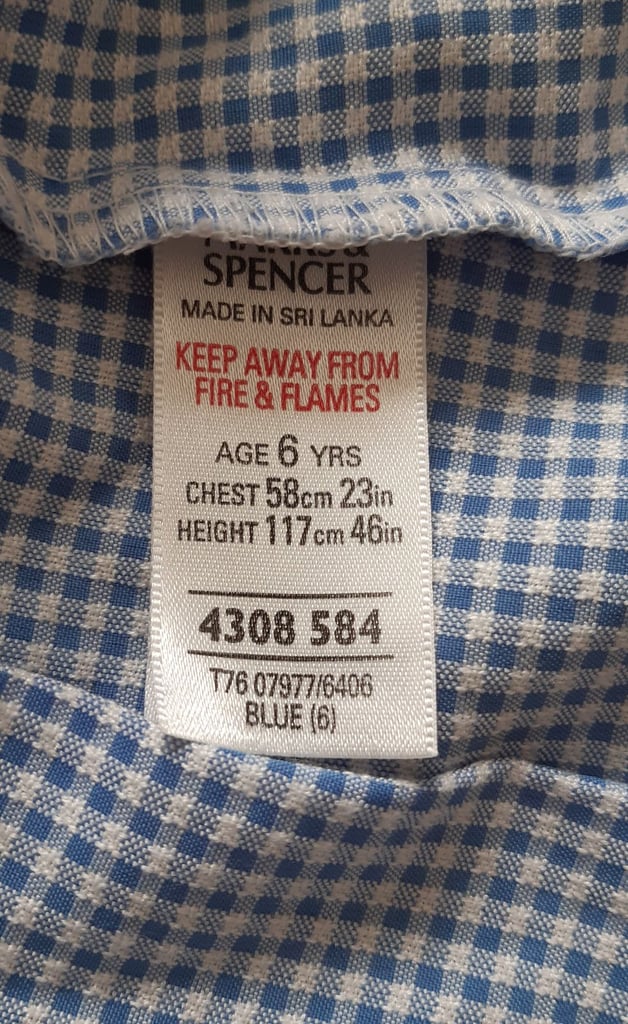 MARKS &
SPENCER
MADE IN SRI LANKA
KEEP AWAY FROM
FIRE & FLAMES
AGE 6 YRS
CHEST 58cm 23in
HEIGHT 117cm 46in
4308 584
T76 07977/6406
BLUE (6)